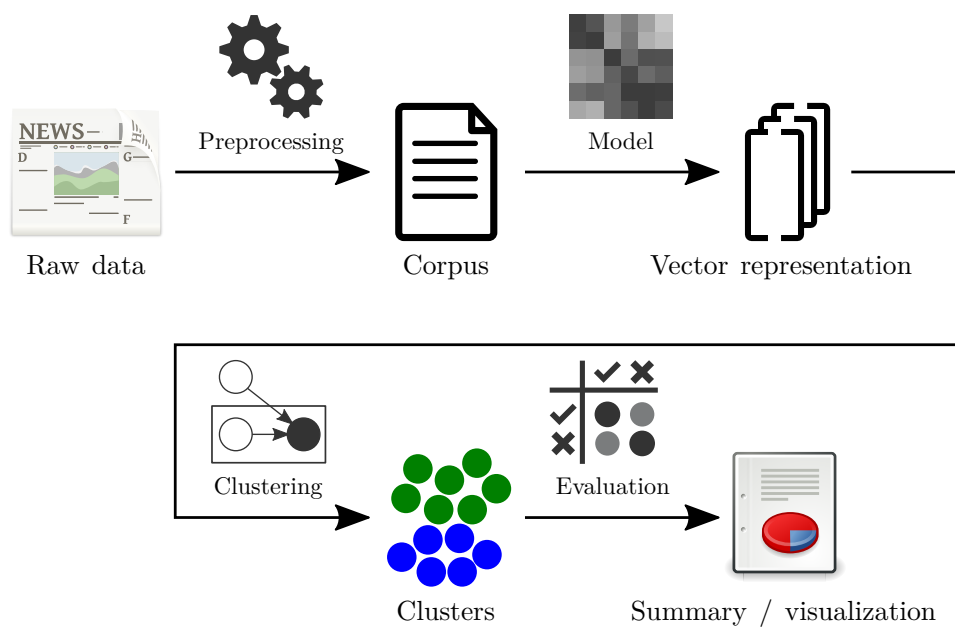 Preprocessing
Model
NEWS
D
G
F
Raw data
Corpus
Vector representation
Clustering
Evaluation
Clusters
Summary / visualization